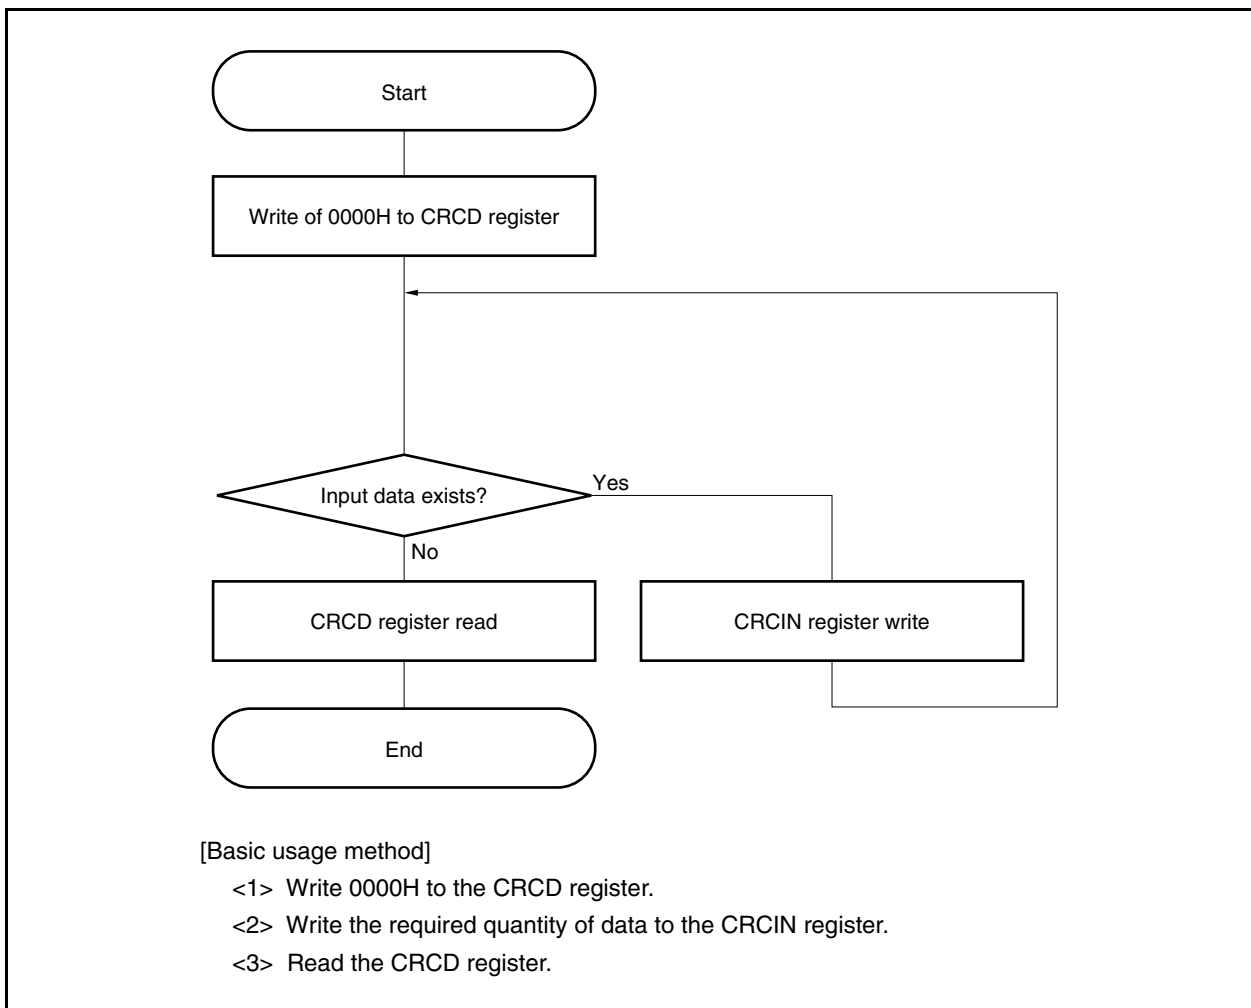 Start
Write of 0000H to CRCD register
Input data exists?
Yes
No
CRCD register read
CRCIN register write
End
[Basic usage method]
<1> Write 0000H to the CRCD register.
<2> Write the required quantity of data to the CRCIN register.
<3> Read the CRCD register.